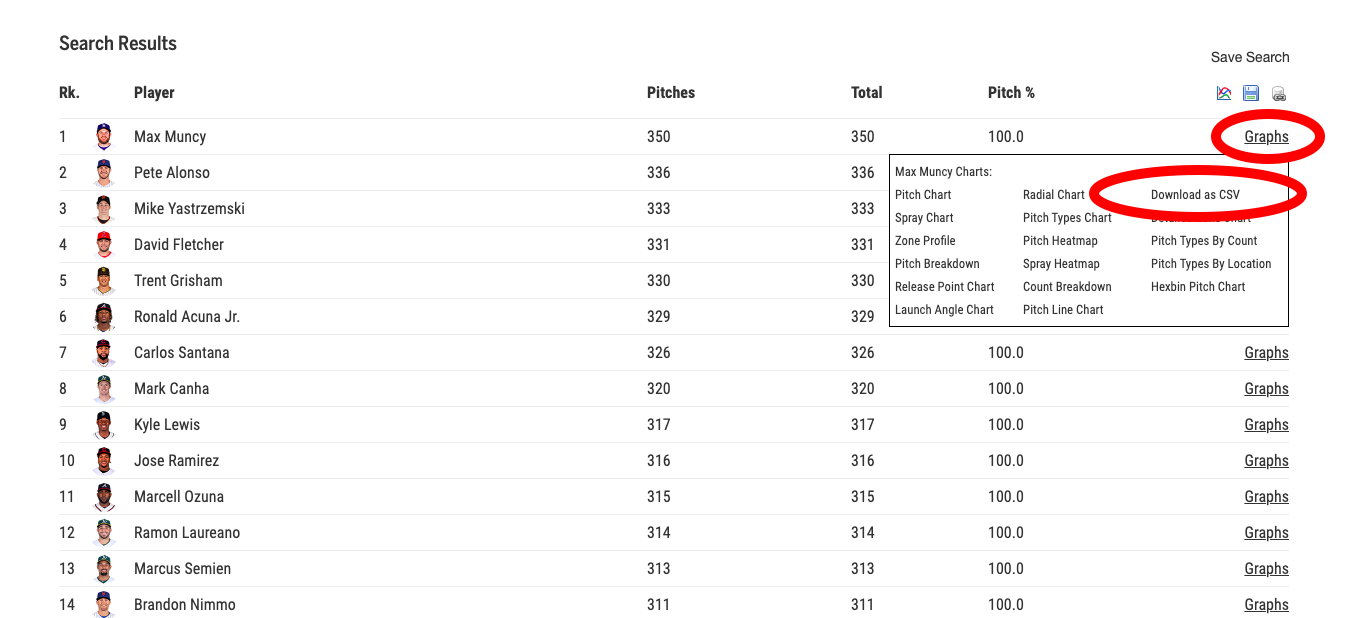 Search Results
Save Search
Rk. Player Pitches Total Pitch %
1 Max Muncy 350 350 100.0 Graphs
2 Pete Alonso 336 336
3 Mike Yastrzemski 333 333
4 David Fletcher 331 331
5 Trent Grisham 330 330
6 Ronald Acuna Jr. 329 329
Max Muncy Charts:
Pitch Chart Radial Chart Download as CSV
Spray Chart Pitch Types Chart
Zone Profile Pitch Heatmap Pitch Types By Count
Pitch Breakdown Spray Heatmap Pitch Types By Location
Release Point Chart Count Breakdown Hexbin Pitch Chart
Launch Angle Chart Pitch Line Chart
7 Carlos Santana 326 326 100.0 Graphs
8 Mark Canha 320 320 100.0 Graphs
9 Kyle Lewis 317 317 100.0 Graphs
10 Jose Ramirez 316 316 100.0 Graphs
11 Marcell Ozuna 315 315 100.0 Graphs
12 Ramon Laureano 314 314 100.0 Graphs
13 Marcus Semien 313 313 100.0 Graphs
14 Brandon Nimmo 311 311 100.0 Graphs